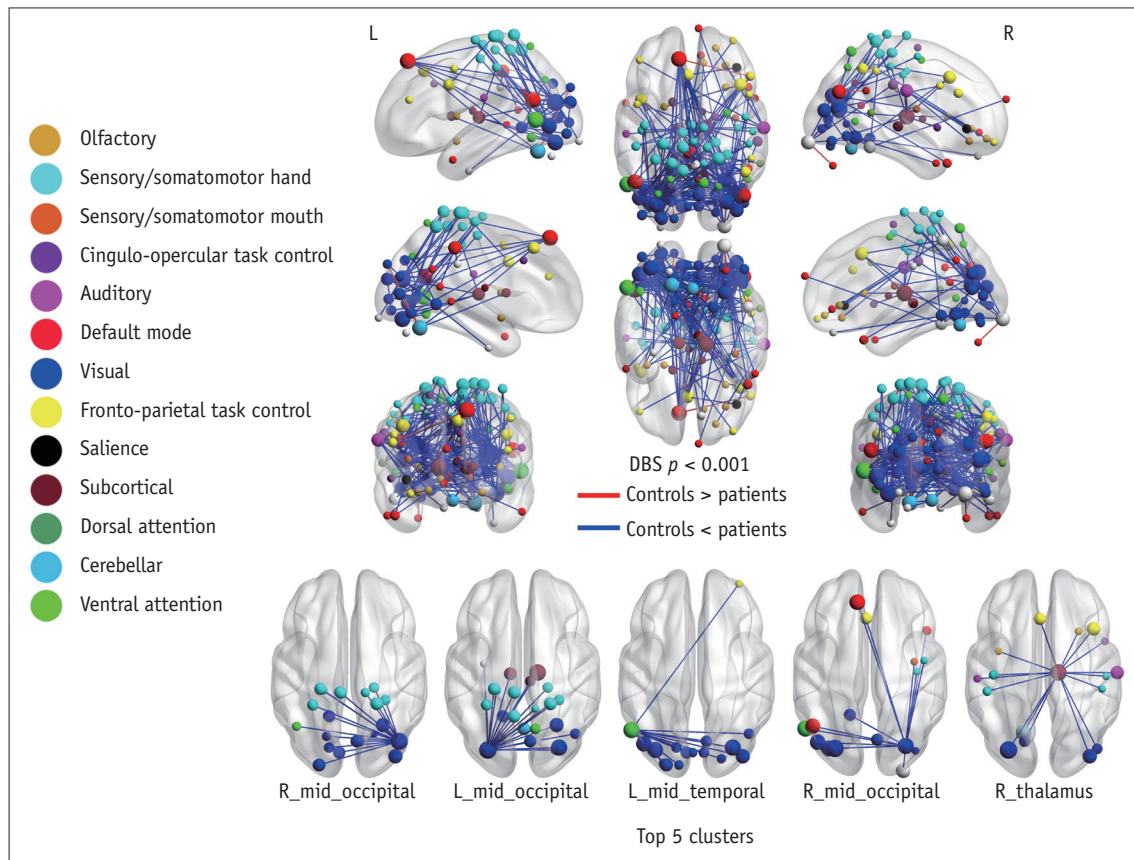 L
R
Olfactory
Sensory/somatomotor hand
Sensory/somatomotor mouth
Cingulo-opercular task control
Auditory
Default mode
Visual
Fronto-parietal task control
Salience
Subcortical
Dorsal attention
Cerebellar
Ventral attention
DBS p < 0.001
Controls > patients
Controls < patients
R_mid_occipital
L_mid_occipital
L_mid_temporal
R_mid_occipital
R_thalamus
Top 5 clusters